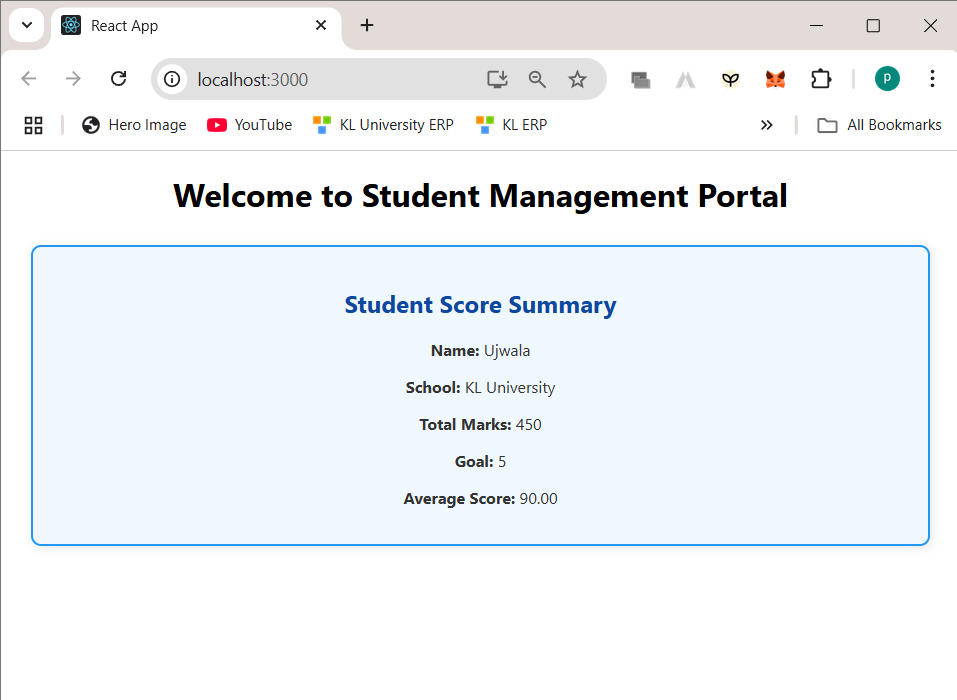 React App
localhost:3000
P
Hero Image YouTube KL University ERP KL ERP All Bookmarks
Welcome to Student Management Portal
Student Score Summary
Name: Ujwala
School: KL University
Total Marks: 450
Goal: 5
Average Score: 90.00